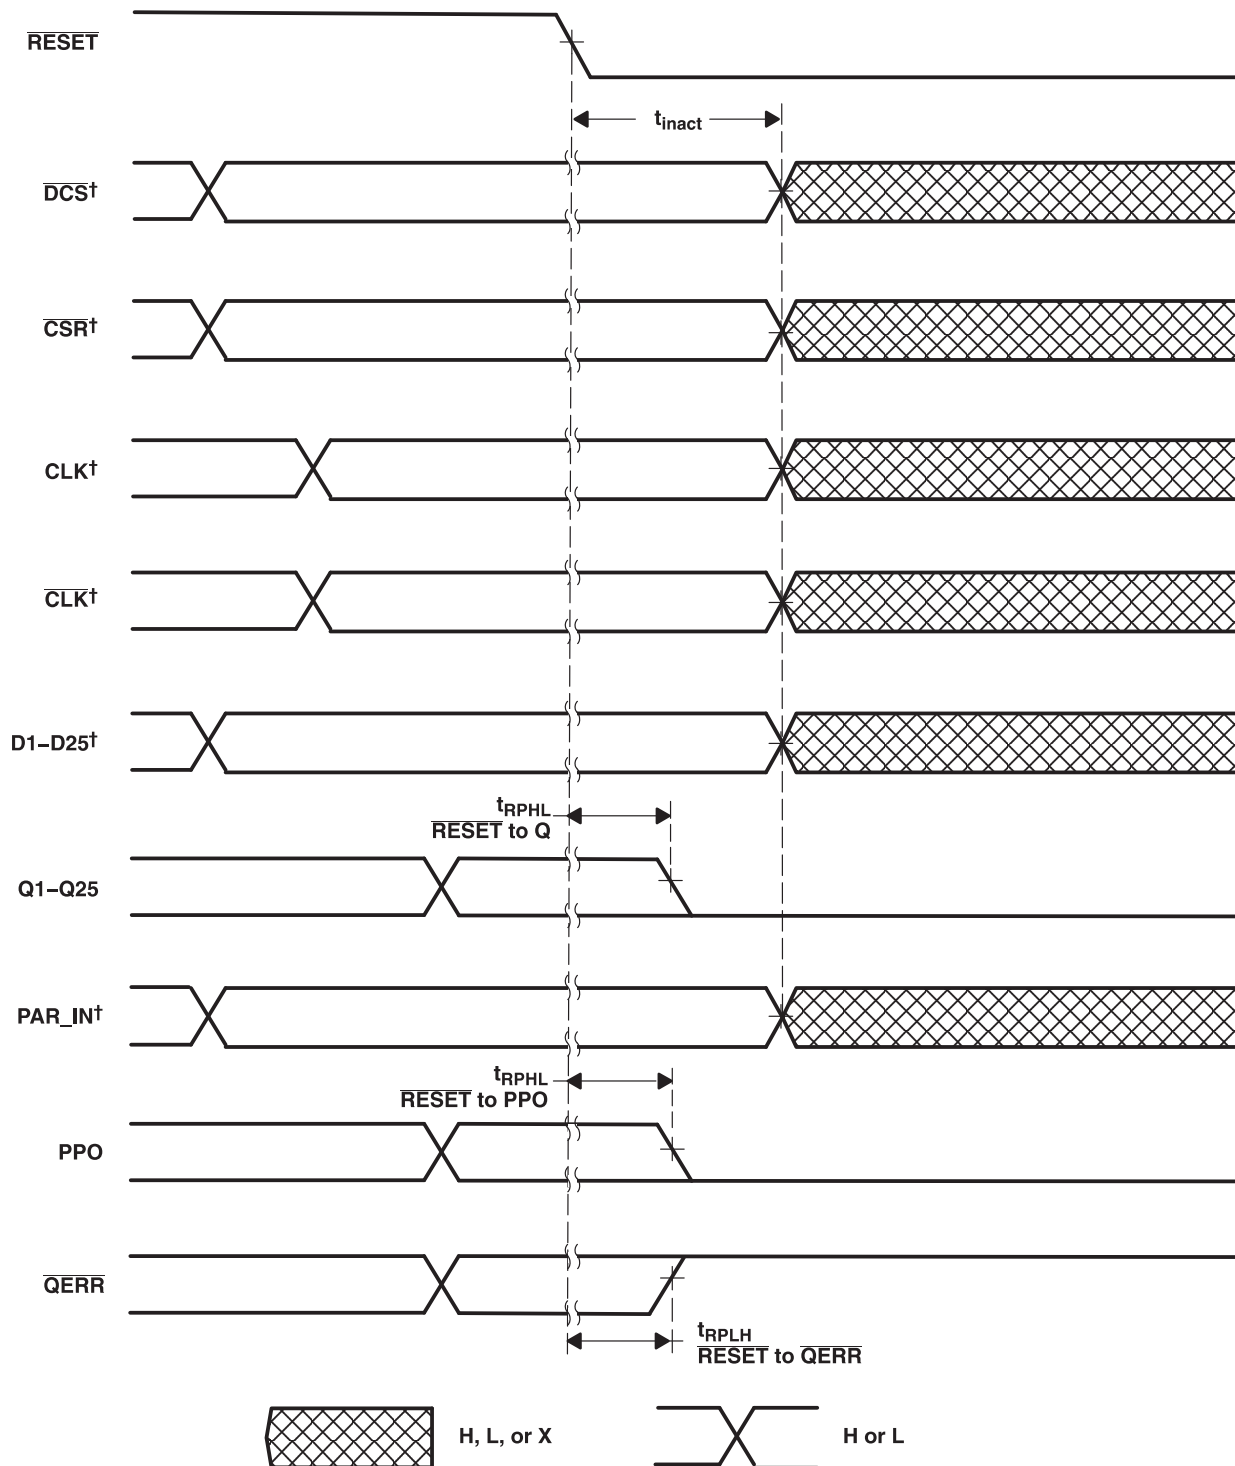 RESET
tinact
DCS†
CSR†
CLK†
CLK†
D1–D25†
tRPHL
RESET to Q
Q1–Q25
PAR_IN†
tRPHL
RESET to PPO
PPO
QERR
tRPLH
RESET to QERR
H, L, or X
H or L